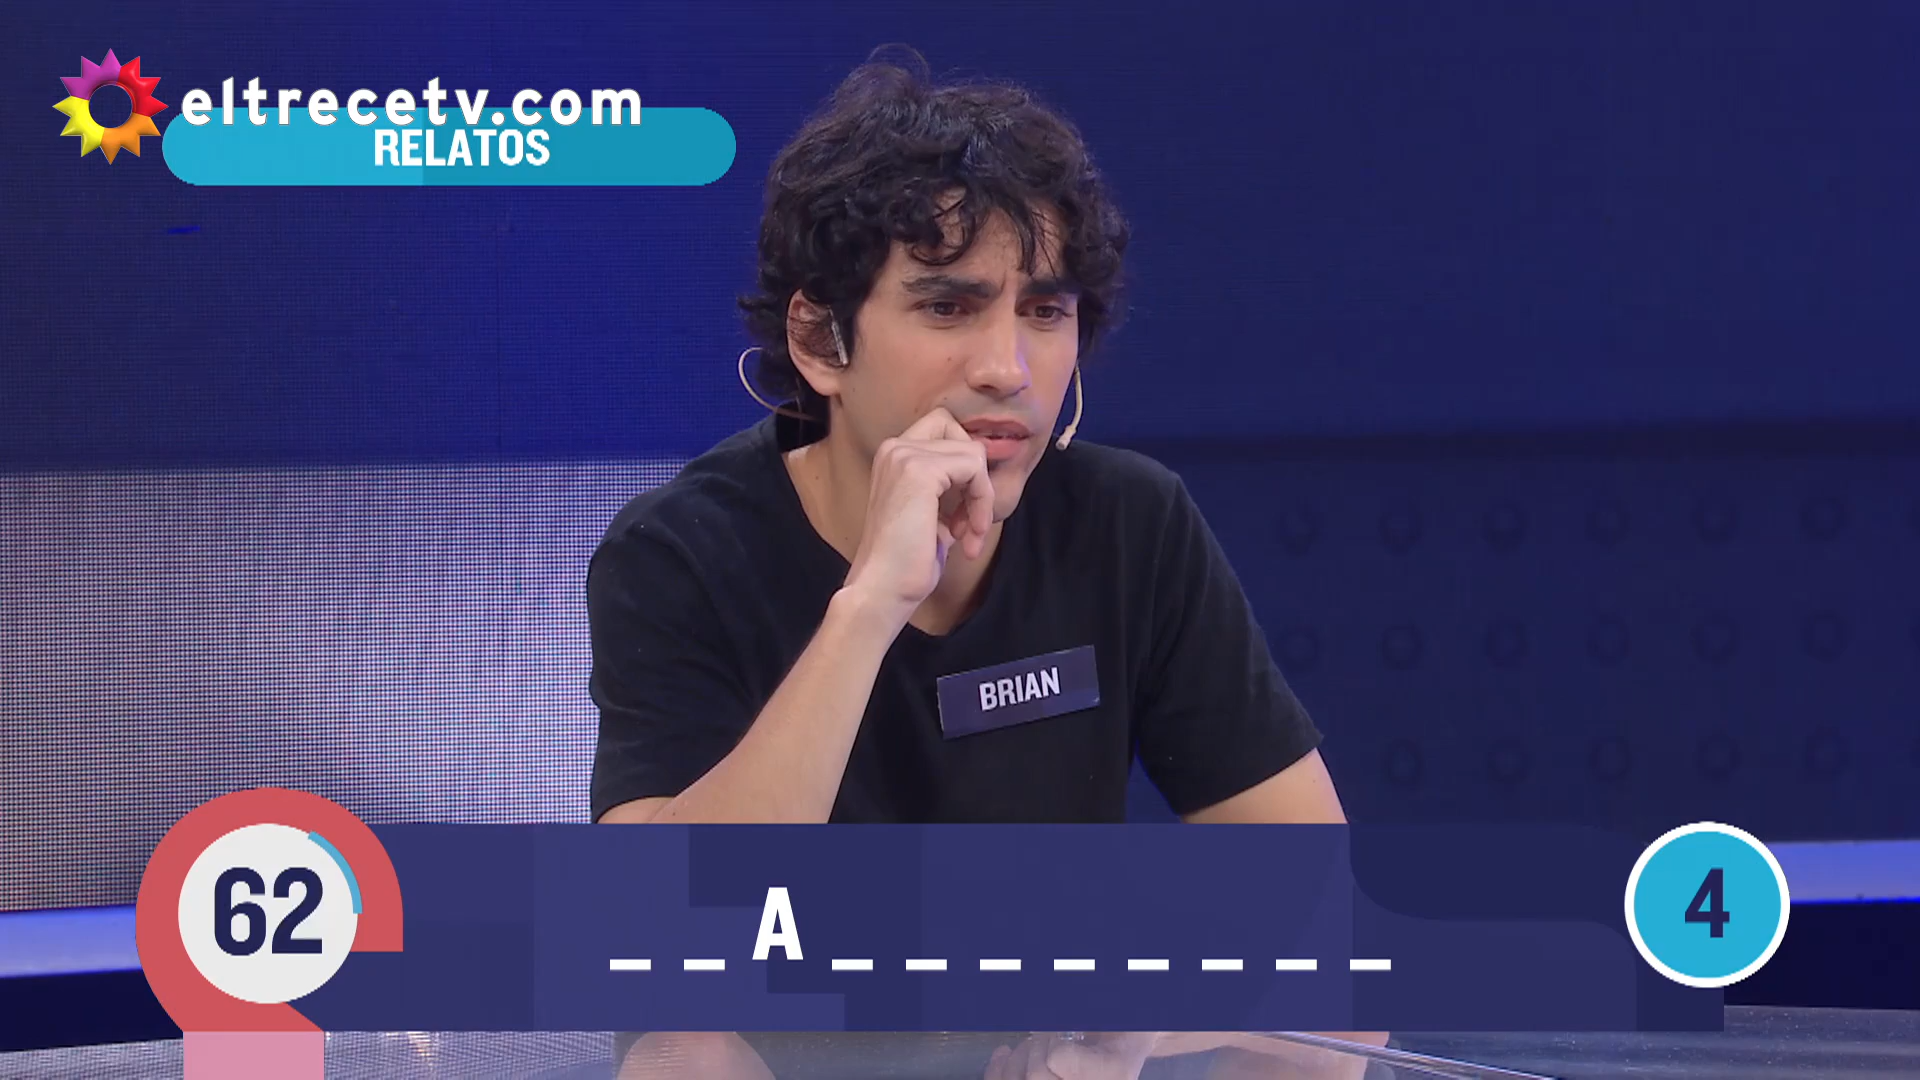 eltrecetv.com
RELATOS
BRIAN
62
_ _ A _ _ _ _ _ _ _ _
4